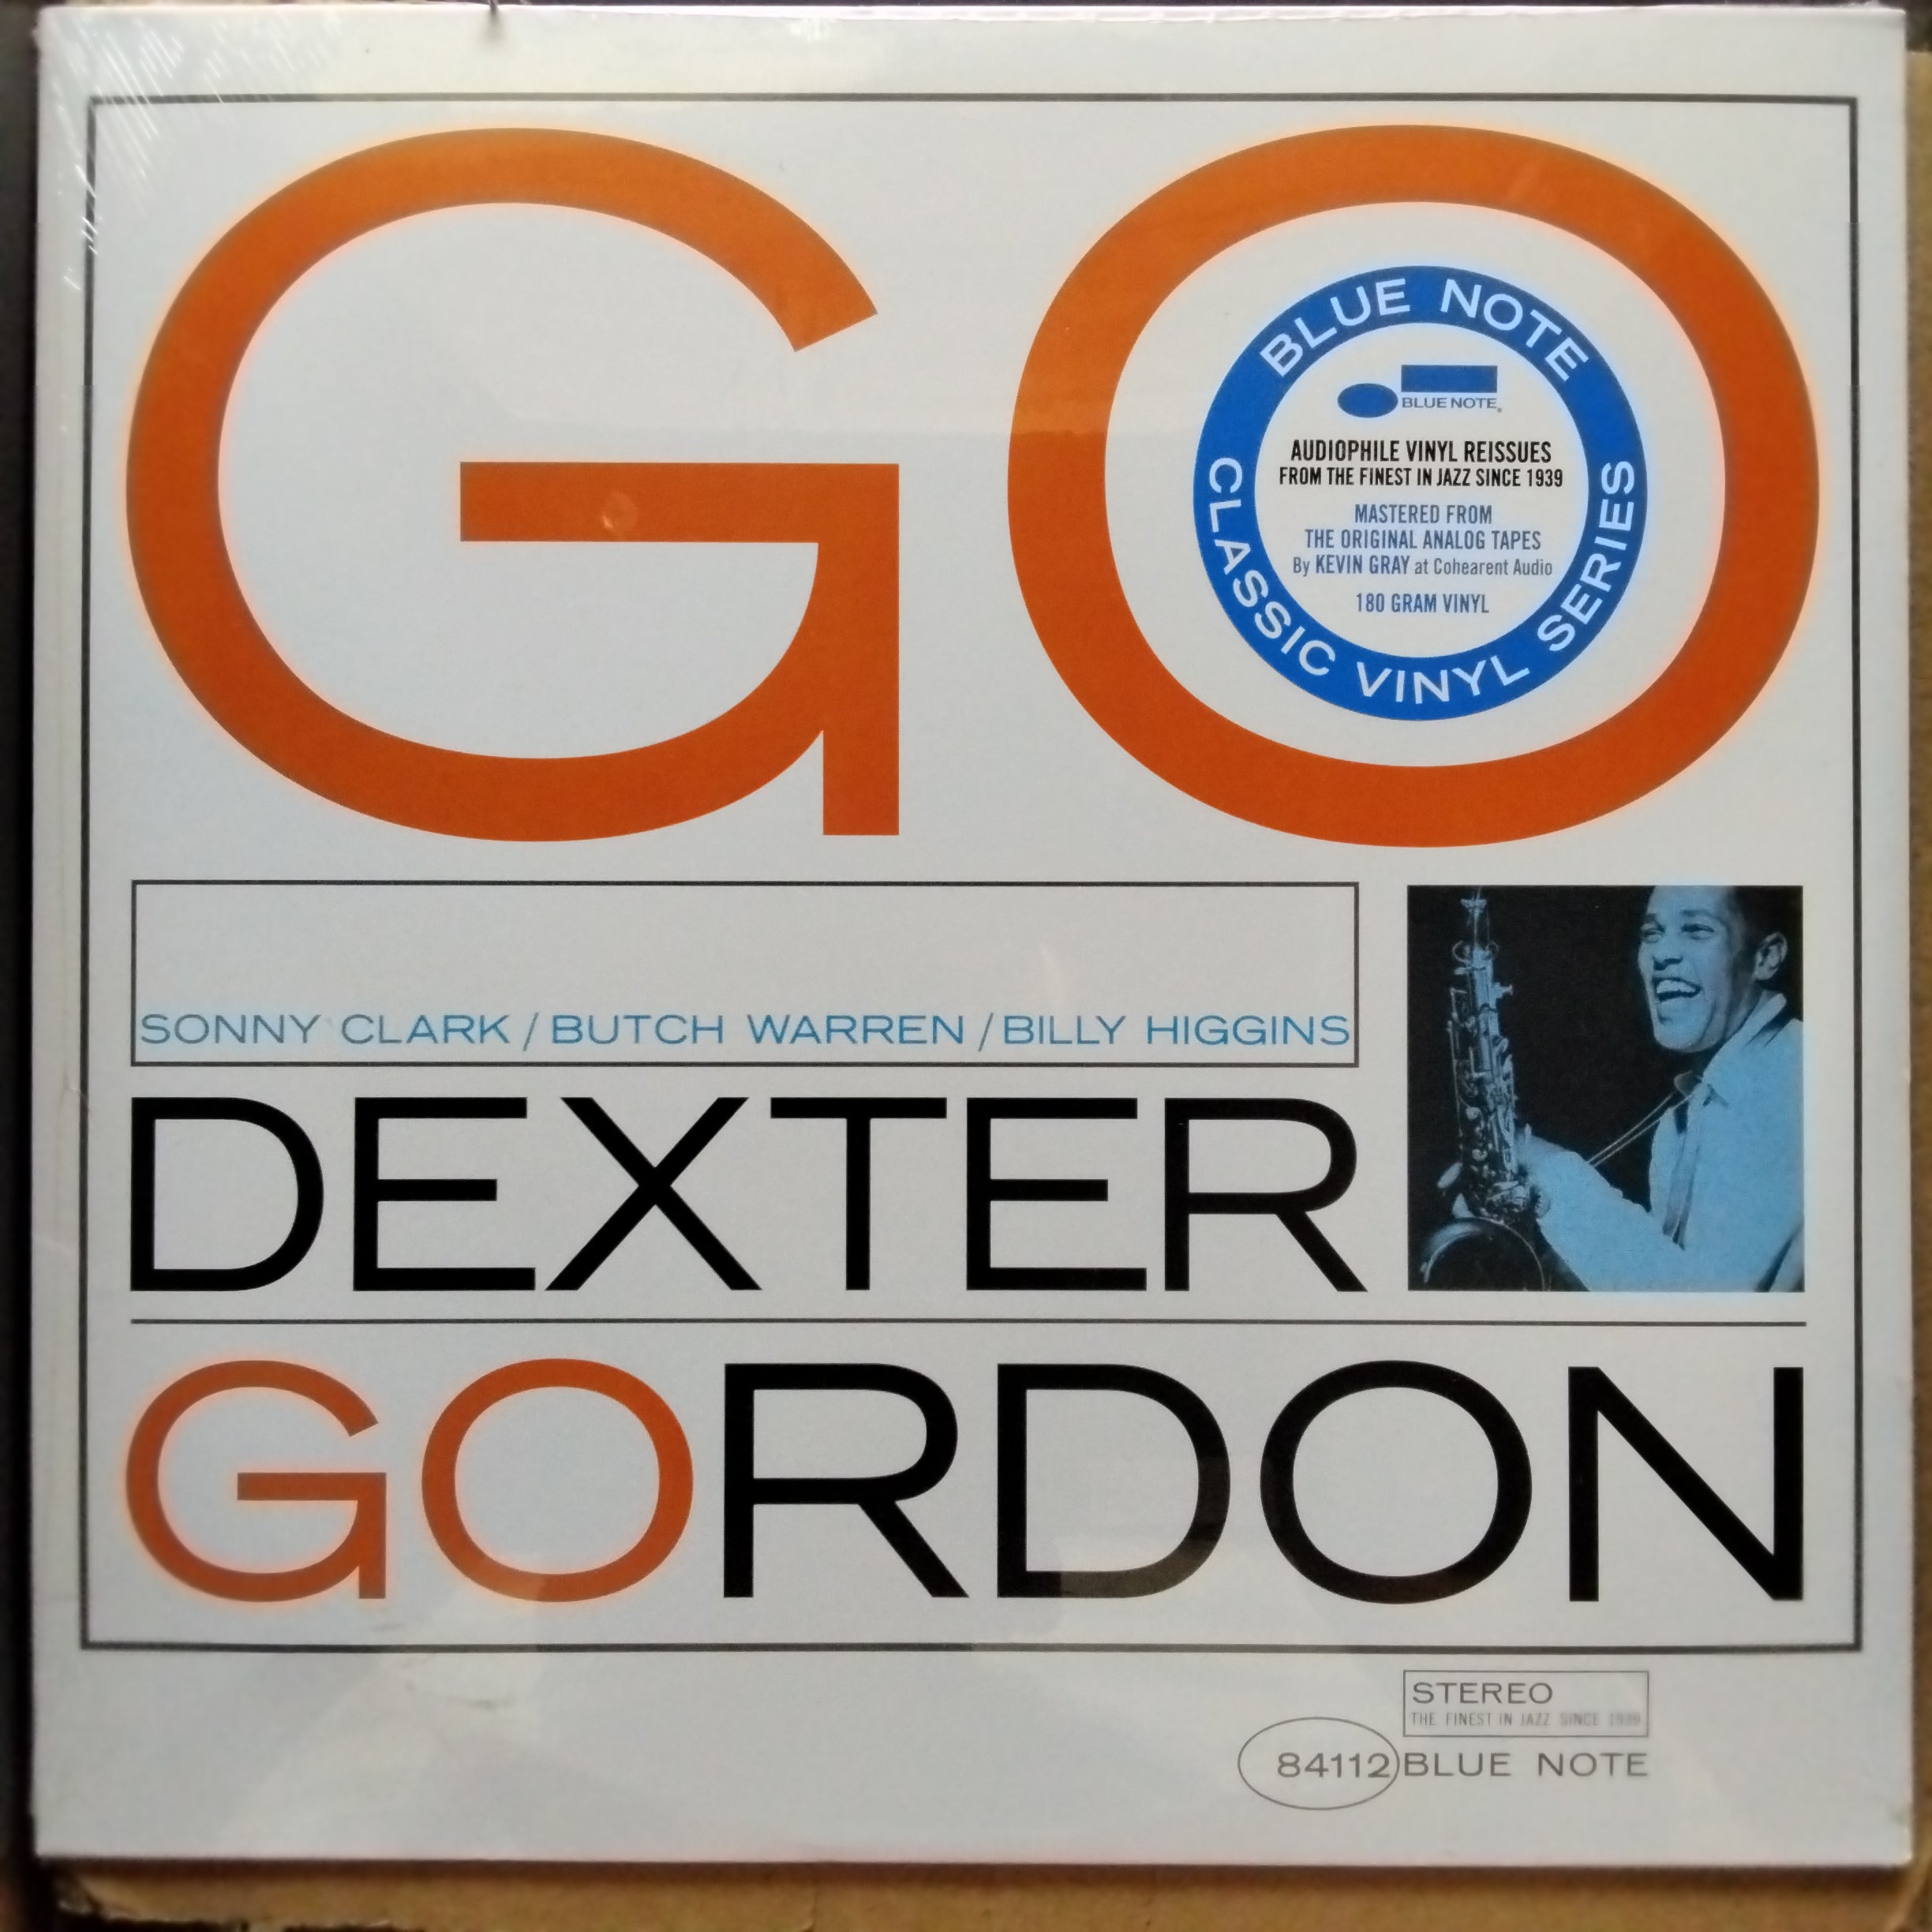 GO
BLUE NOTE
BLUE NOTE
AUDIOPHILE VINYL REISSUES
FROM THE FINEST IN JAZZ SINCE 1939
MASTERED FROM
THE ORIGINAL ANALOG TAPES
By KEVIN GRAY at Cohearent Audio
180 GRAM VINYL
CLASSIC VINYL SERIES
SONNY CLARK / BUTCH WARREN / BILLY HIGGINS
DEXTER
GORDON
STEREO
THE FINEST IN JAZZ SINCE 1939
84112 BLUE NOTE